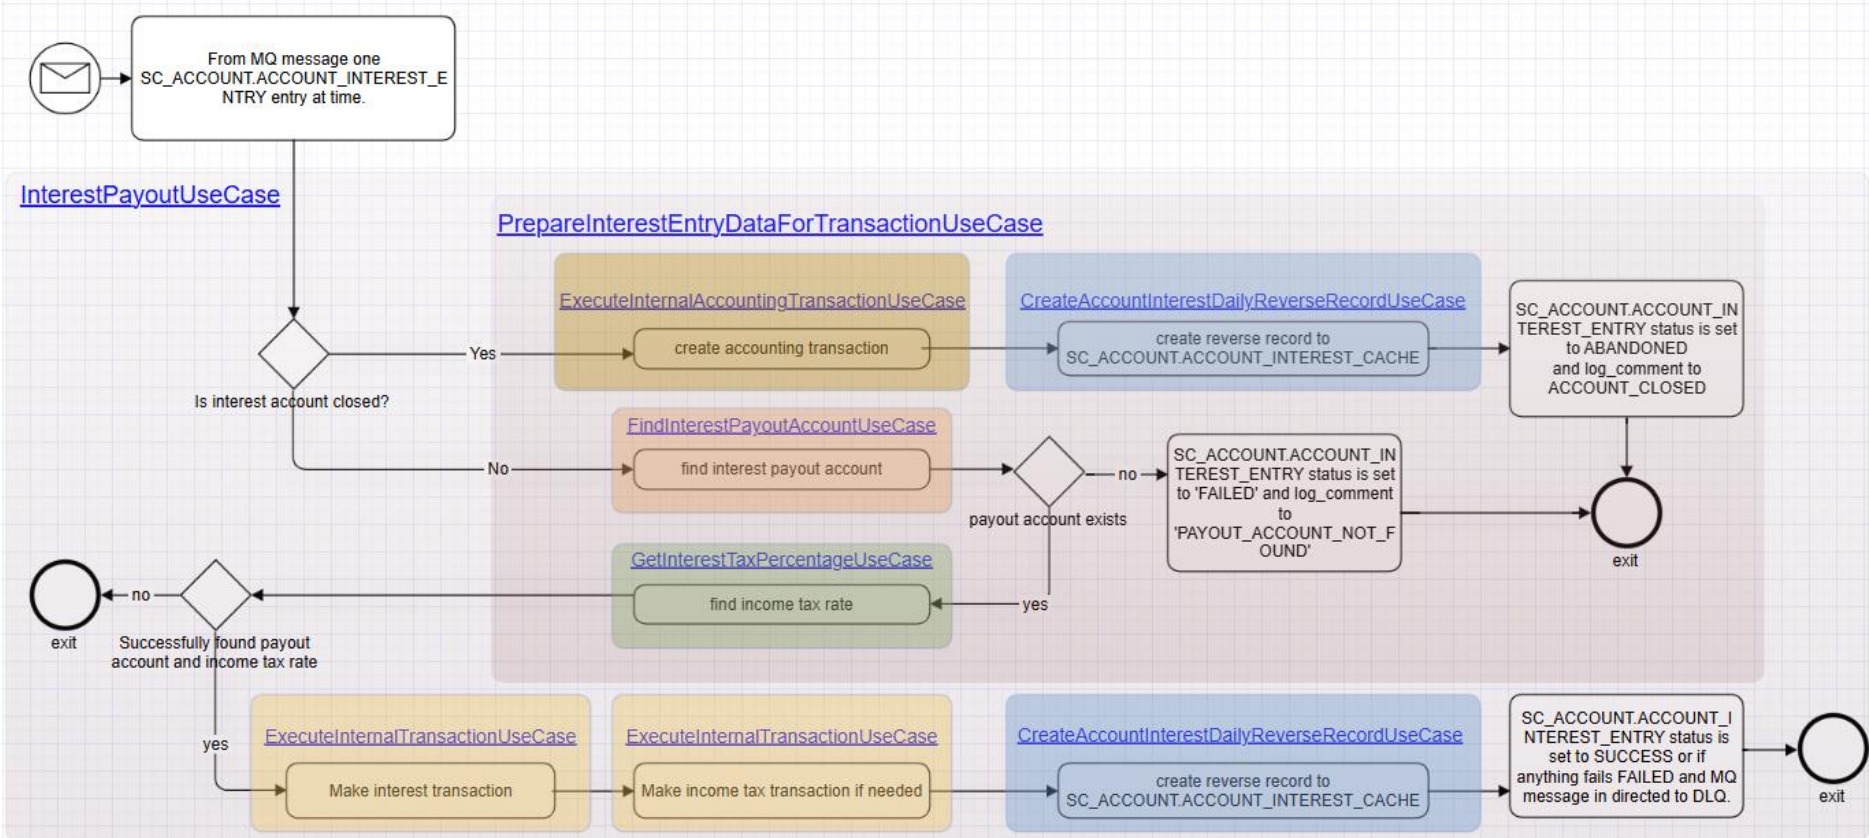 From MQ message one
SC_ACCOUNT.ACCOUNT_INTEREST_E
NTRY entry at time.
InterestPayoutUseCase
PrepareInterestEntryDataForTransactionUseCase
ExecuteInternalAccountingTransactionUseCase
create accounting transaction
CreateAccountInterestDailyReverseRecordUseCase
create reverse record to
SC_ACCOUNT.ACCOUNT_INTEREST_CACHE
SC_ACCOUNT.ACCOUNT_IN
TEREST_ENTRY status is set
to ABANDONED
and log_comment to
ACCOUNT_CLOSED
Yes
Is interest account closed?
No
FindInterestPayoutAccountUseCase
find interest payout account
payout account exists
no
SC_ACCOUNT.ACCOUNT_IN
TEREST_ENTRY status is set
to 'FAILED' and log_comment
to
'PAYOUT_ACCOUNT_NOT_F
OUND'
exit
yes
GetInterestTaxPercentageUseCase
find income tax rate
no
exit
Successfully found payout
account and income tax rate
yes
ExecuteInternalTransactionUseCase
Make interest transaction
ExecuteInternalTransactionUseCase
Make income tax transaction if needed
CreateAccountInterestDailyReverseRecordUseCase
create reverse record to
SC_ACCOUNT.ACCOUNT_INTEREST_CACHE
SC_ACCOUNT.ACCOUNT_I
NTEREST_ENTRY status is
set to SUCCESS or if
anything fails FAILED and MQ
message in directed to DLQ.
exit